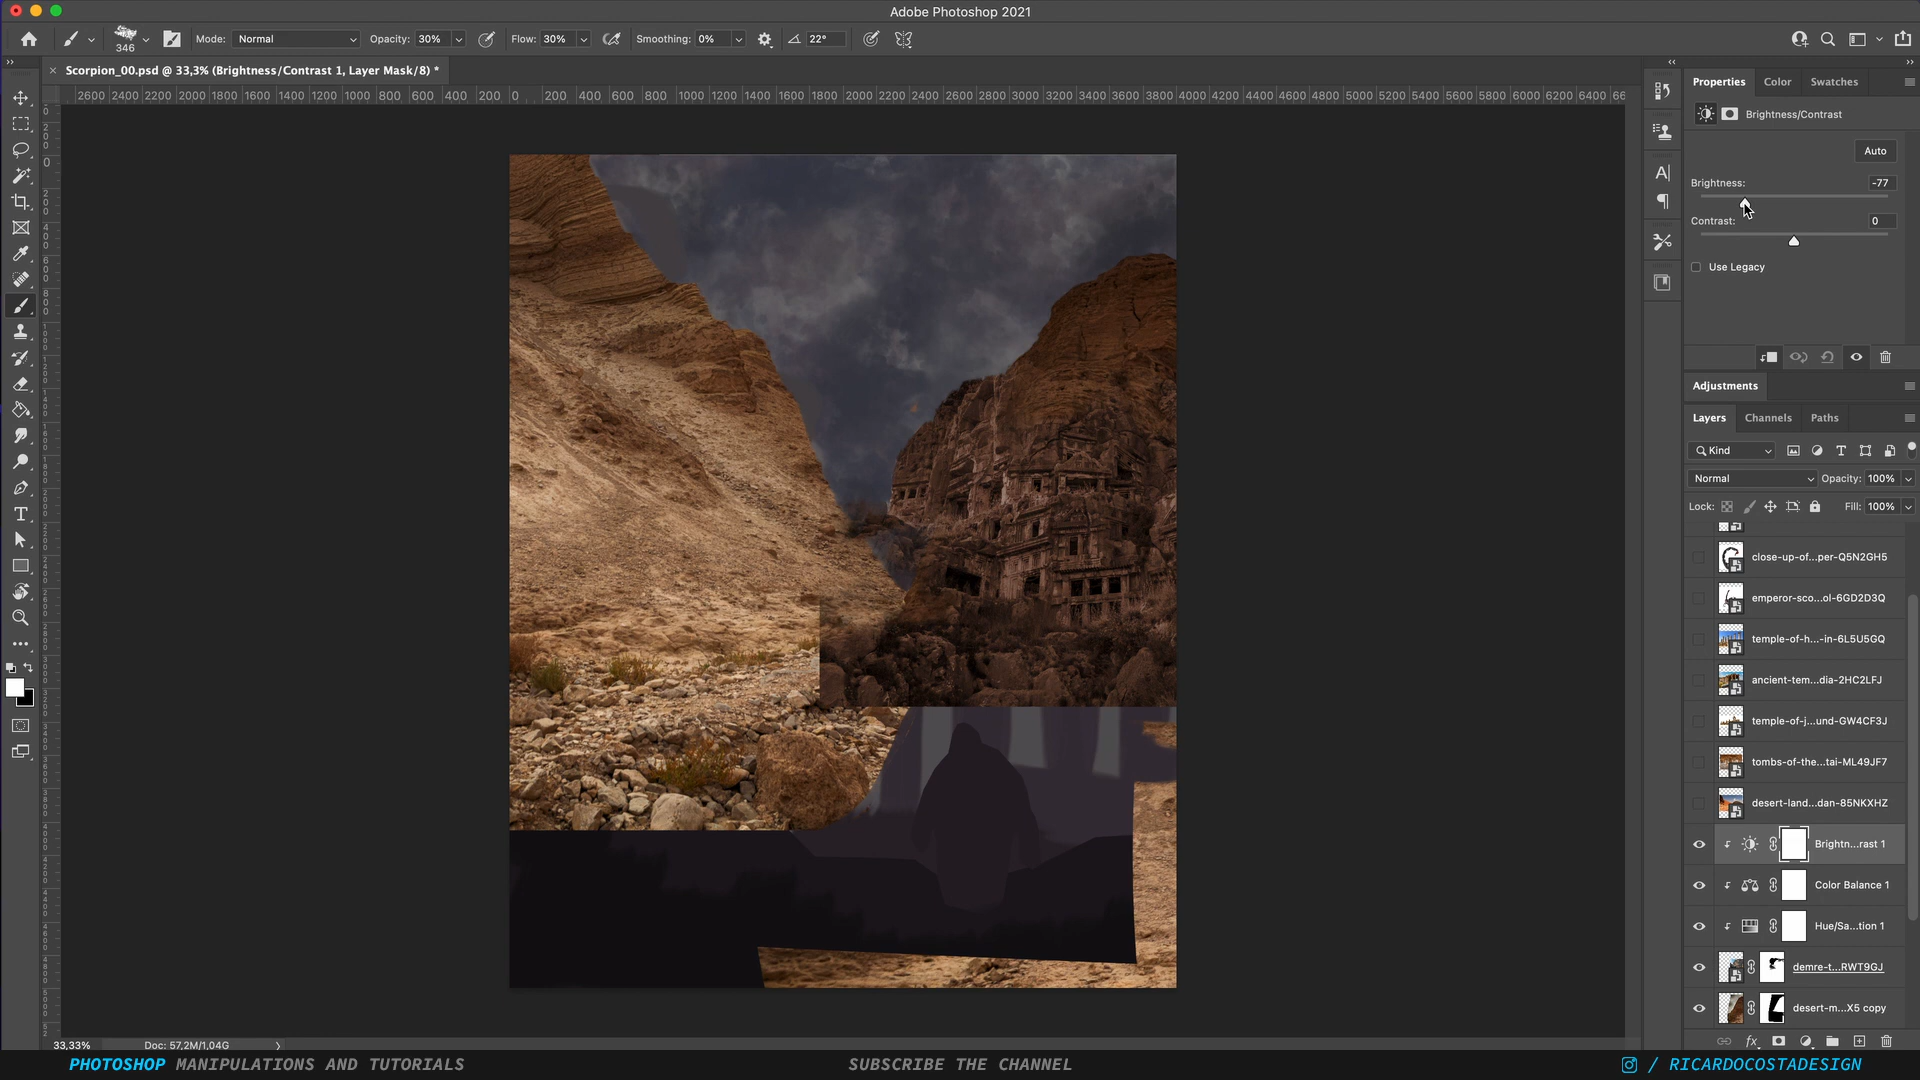 Adobe Photoshop 2021
346
Mode: Normal
Opacity: 30%
Flow: 30%
Smoothing: 0%
22°
Scorpion_00.psd @ 33,3% (Brightness/Contrast 1, Layer Mask/8) *
2600 2400 2200 2000 1800 1600 1400 1200 1000 800 600 400 200 0 200 400 600 800 1000 1200 1400 1600 1800 2000 2200 2400 2600 2800 3000 3200 3400 3600 3800 4000 4200 4400 4600 4800 5000 5200 5400 5600 5800 6000 6200 6400 66
Properties
Color
Swatches
Brightness/Contrast
Auto
Brightness: -77
Contrast: 0
Use Legacy
Adjustments
Layers
Channels
Paths
Kind
Normal
Opacity: 100%
Lock:
Fill: 100%
close-up-of...per-Q5N2GH5
emperor-sco...ol-6GD2D3Q
temple-of-h...-in-6L5U5GQ
ancient-tem...dia-2HC2LFJ
temple-of-j...und-GW4CF3J
tombs-of-the...tai-ML49JF7
desert-land...dan-85NKXHZ
Brightn...rast 1
Color Balance 1
Hue/Sa...tion 1
demre-t...RWT9GJ
desert-m...X5 copy
fx
33,33%
Doc: 57,2M/1,04G
PHOTOSHOP MANIPULATIONS AND TUTORIALS
SUBSCRIBE THE CHANNEL
/ RICARDOCOSTADESIGN